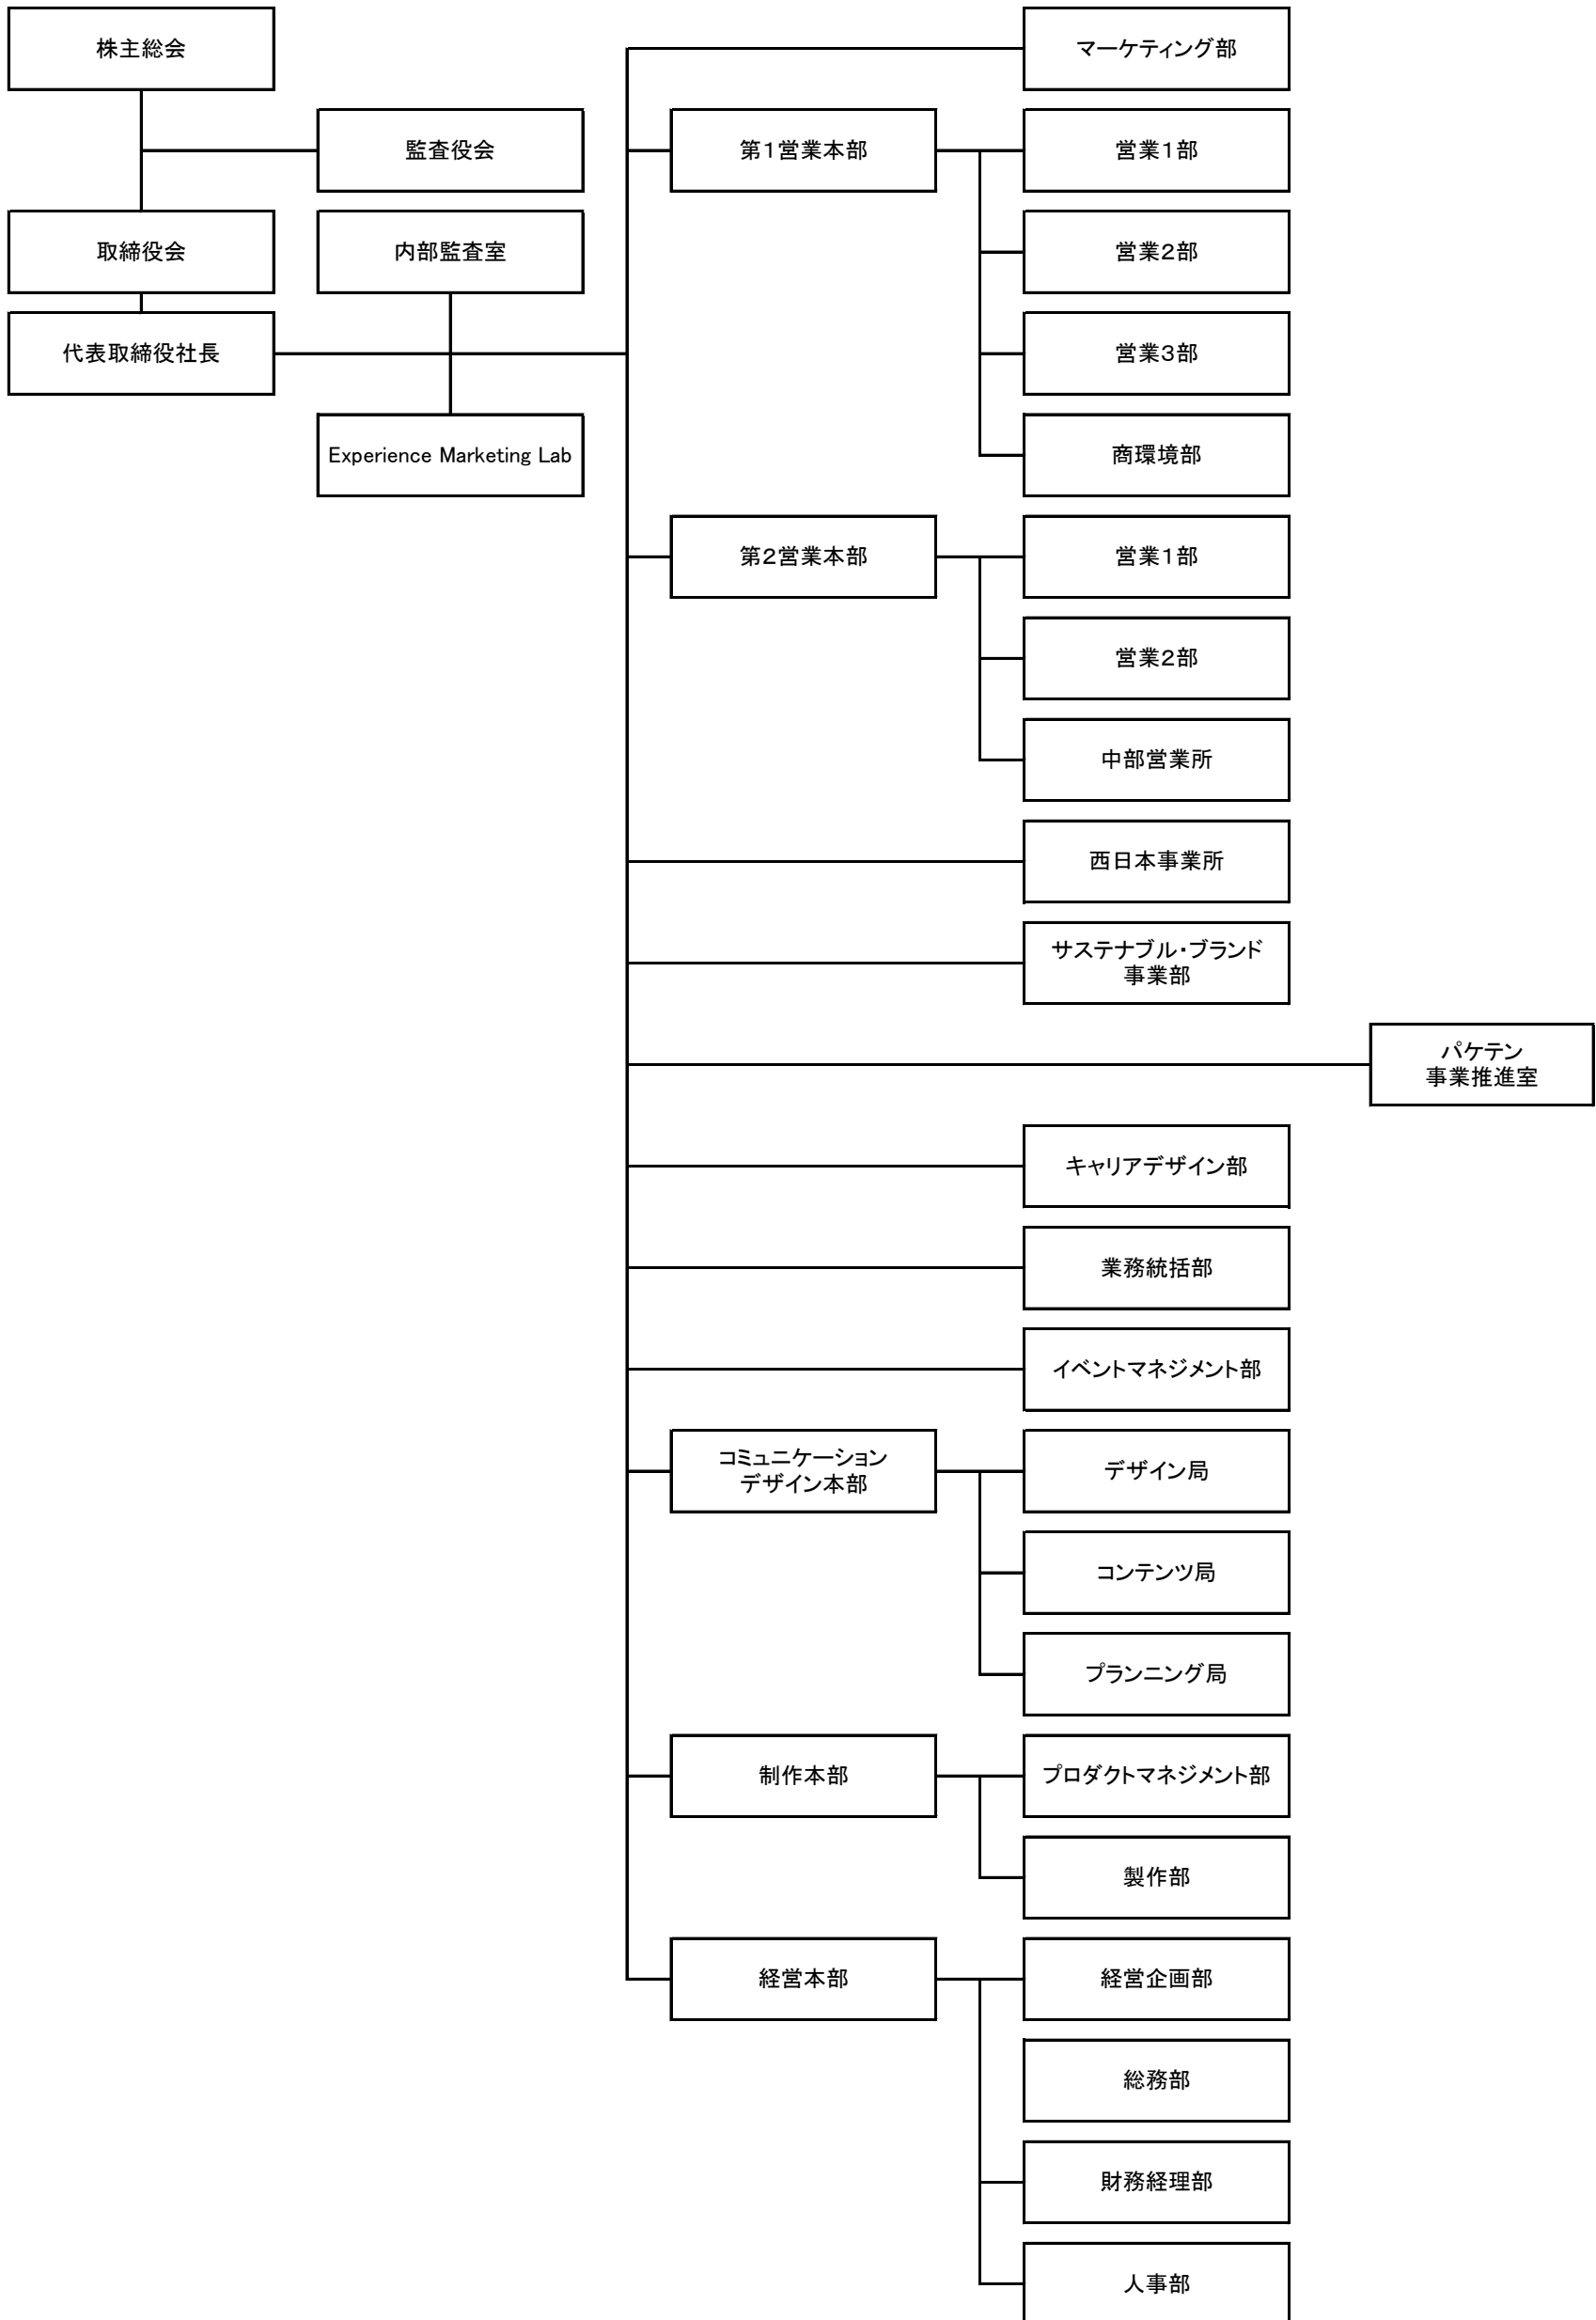 株主総会
マーケティング部
監査役会
第1営業本部
営業1部
取締役会
内部監査室
営業2部
代表取締役社長
営業3部
Experience Marketing Lab
商環境部
第2営業本部
営業1部
営業2部
中部営業所
西日本事業所
サステナブル・ブランド
事業部
パケテン
事業推進室
キャリアデザイン部
業務統括部
イベントマネジメント部
コミュニケーション
デザイン本部
デザイン局
コンテンツ局
プランニング局
制作本部
プロダクトマネジメント部
製作部
経営本部
経営企画部
総務部
財務経理部
人事部